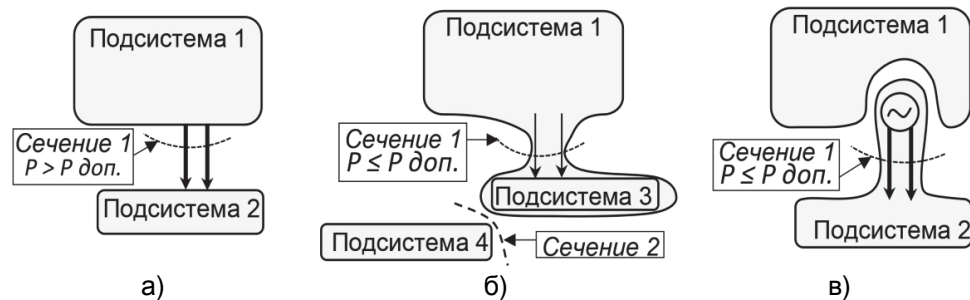 Подсистема 1
Сечение 1
P > P доп.
Подсистема 2
а)
Подсистема 1
Сечение 1
P ≤ P доп.
Подсистема 3
Подсистема 4
Сечение 2
б)
Подсистема 1
Сечение 1
P ≤ P доп.
Подсистема 2
в)